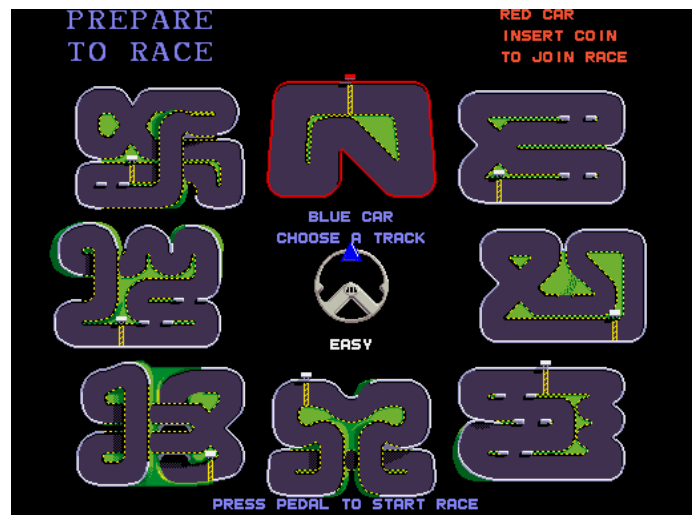 PREPARE
TO RACE
RED CAR
INSERT COIN
TO JOIN RACE
BLUE CAR
CHOOSE A TRACK
EASY
PRESS PEDAL TO START RACE